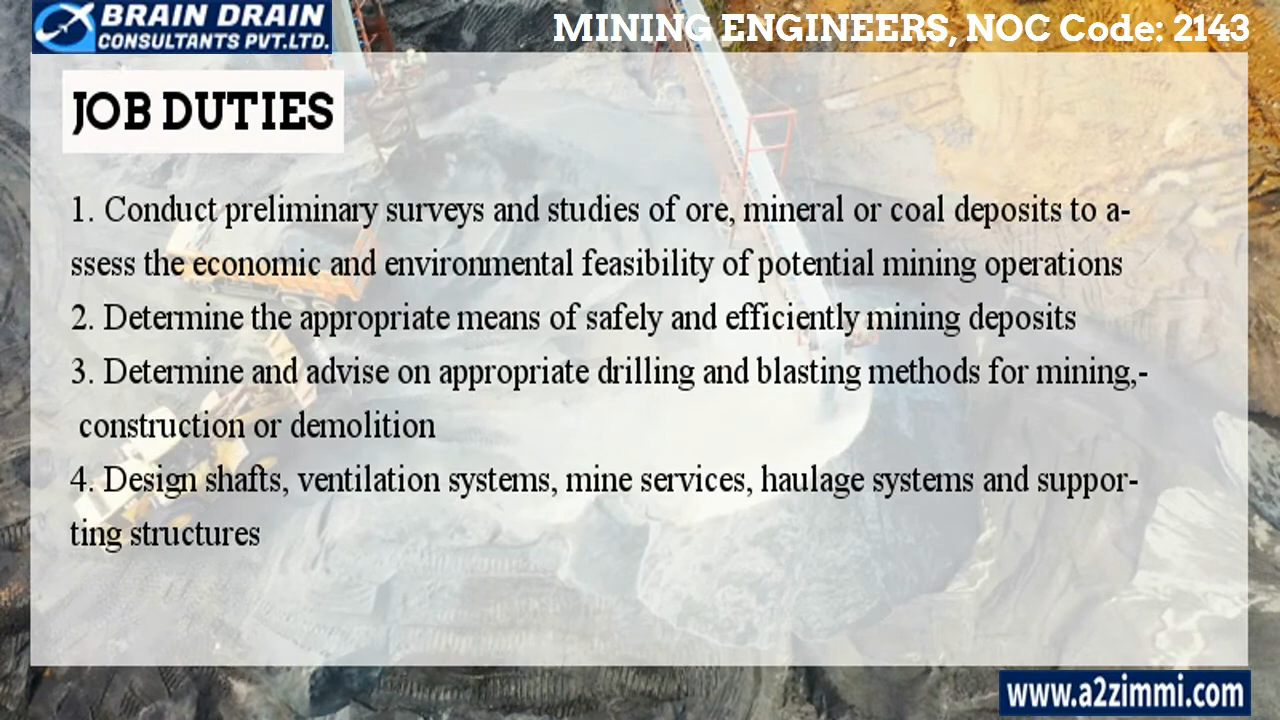 BRAIN DRAIN
CONSULTANTS PVT.LTD.
MINING ENGINEERS, NOC Code: 2143
JOB DUTIES
1. Conduct preliminary surveys and studies of ore, mineral or coal deposits to a-
ssess the economic and environmental feasibility of potential mining operations
2. Determine the appropriate means of safely and efficiently mining deposits
3. Determine and advise on appropriate drilling and blasting methods for mining,-
construction or demolition
4. Design shafts, ventilation systems, mine services, haulage systems and suppor-
ting structures
www.a2zimmi.com